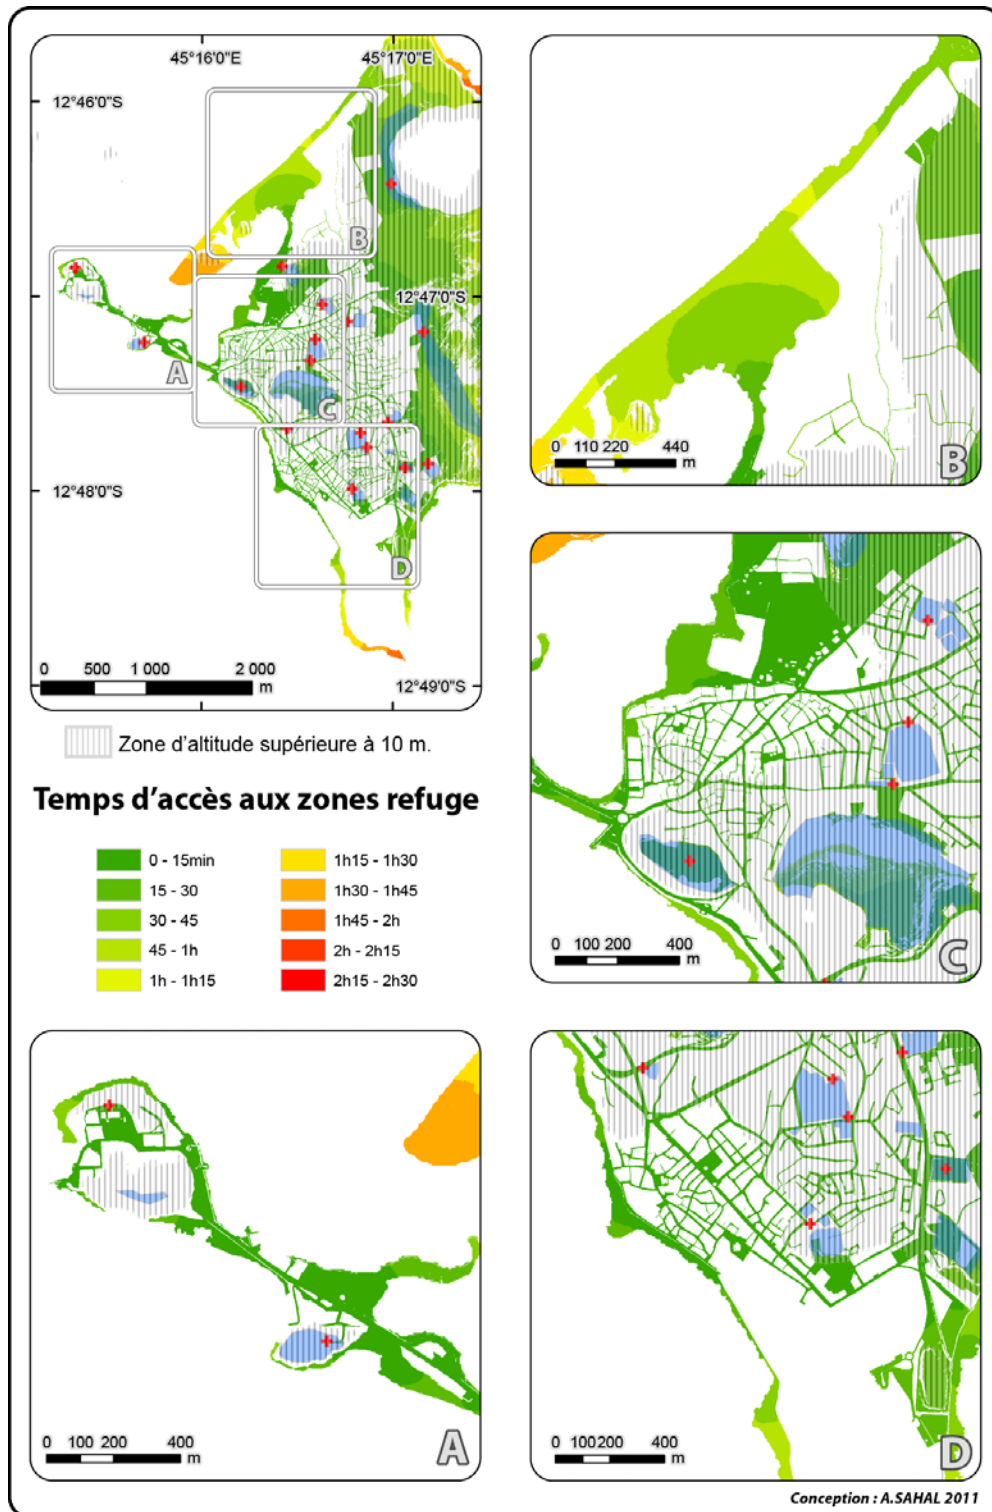 45°16'0"E 45°17'0"E
12°46'0"S
B
12°47'0"S
A
C
12°48'0"S
D
0 500 1 000 2 000
m
12°49'0"S
Zone d'altitude supérieure à 10 m.
Temps d'accès aux zones refuge
0 - 15min
15 - 30
30 - 45
45 - 1h
1h - 1h15
1h15 - 1h30
1h30 - 1h45
1h45 - 2h
2h - 2h15
2h15 - 2h30
0 110 220 440
m
B
0 100 200 400
m
C
0 100 200 400
m
A
0 100 200 400
m
D
Conception : A.SAHAL 2011